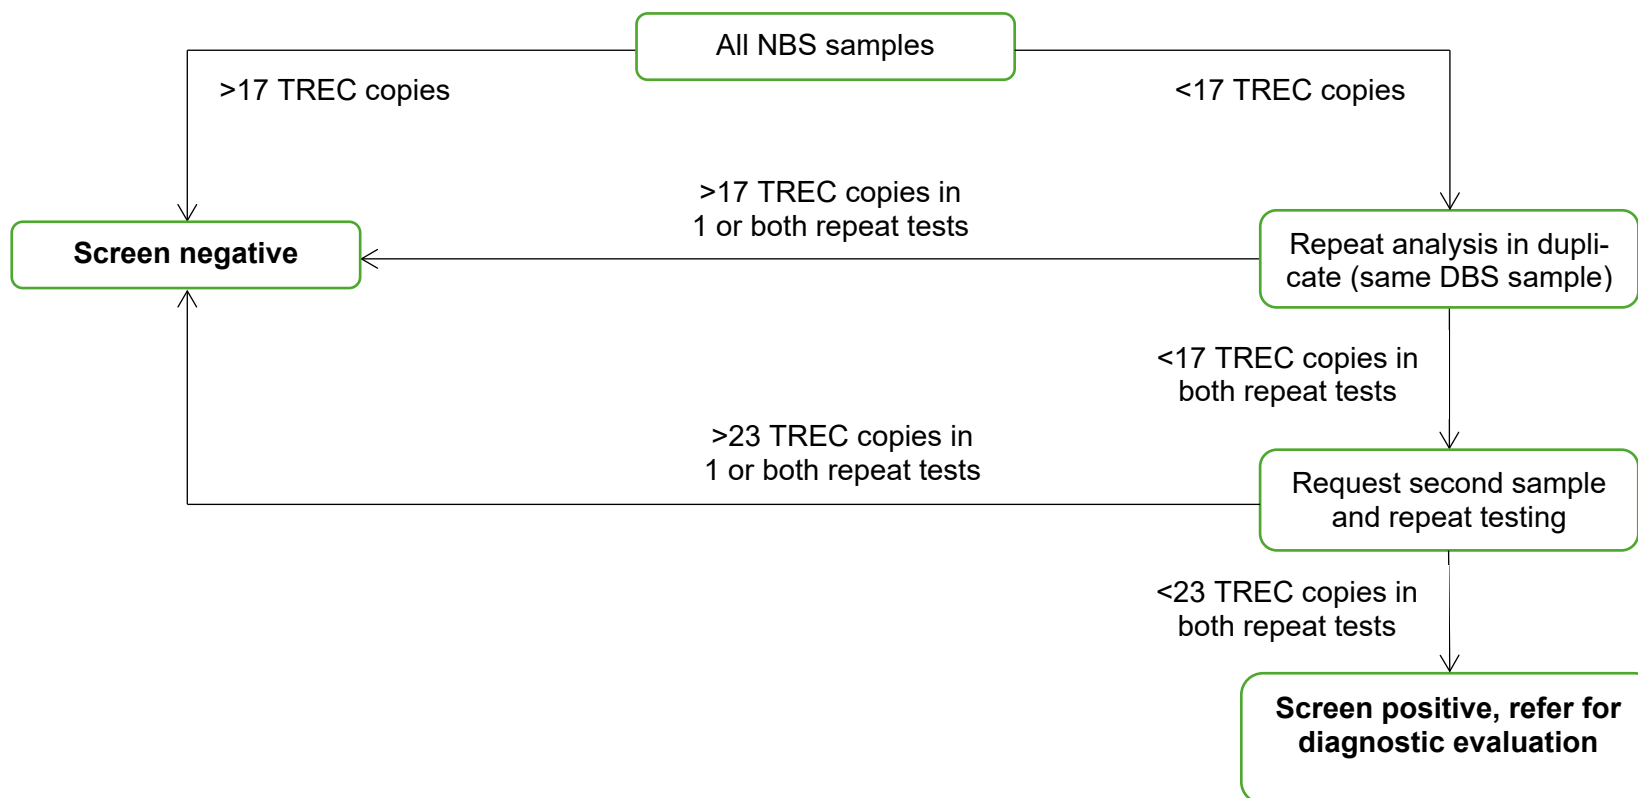 All NBS samples
>17 TREC copies
<17 TREC copies
>17 TREC copies in
1 or both repeat tests
Screen negative
Repeat analysis in dupli-
cate (same DBS sample)
<17 TREC copies in
both repeat tests
>23 TREC copies in
1 or both repeat tests
Request second sample
and repeat testing
<23 TREC copies in
both repeat tests
Screen positive, refer for
diagnostic evaluation